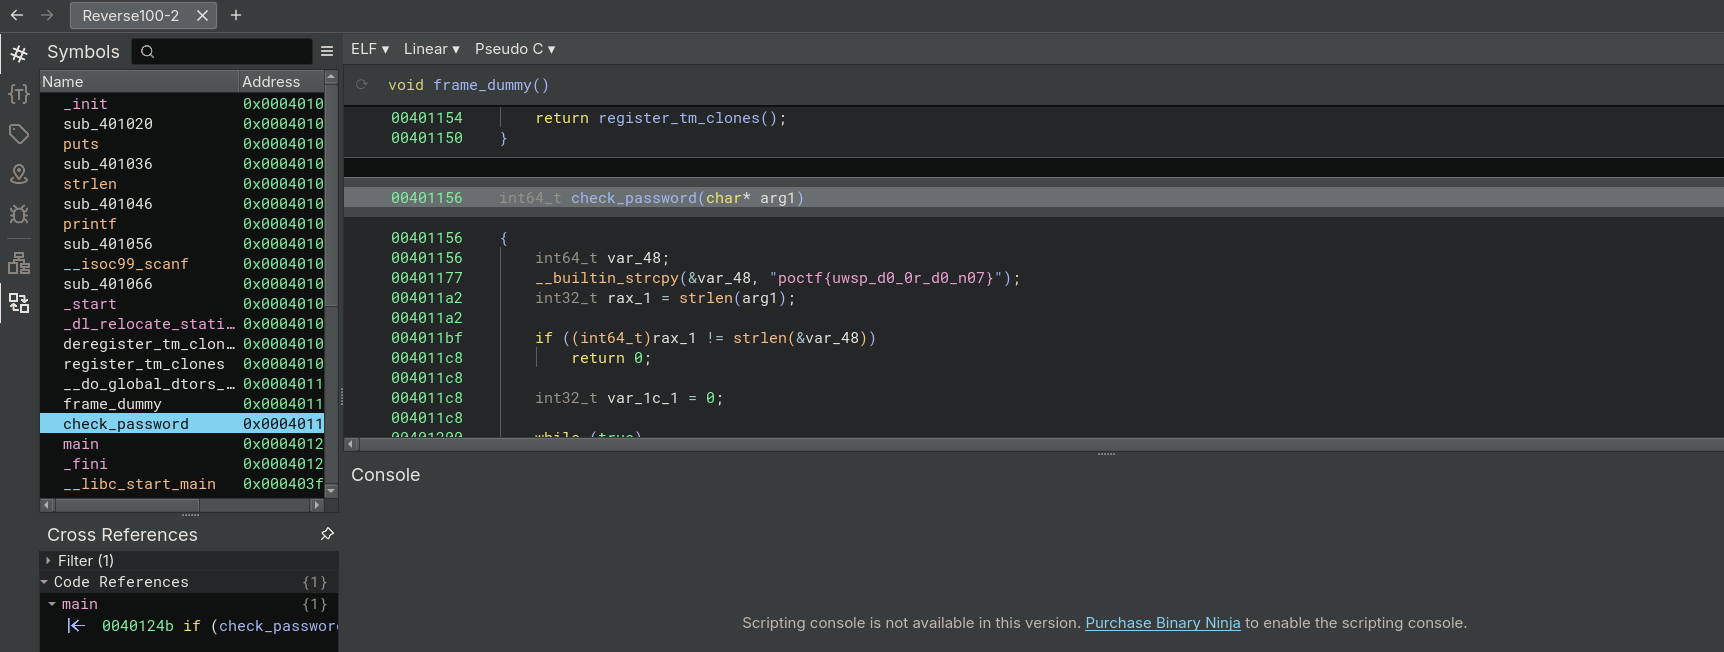 Reverse100-2
Symbols
ELF ▾ Linear ▾ Pseudo C ▾
Name Address
_init 0x0004010
sub_401020 0x0004010
puts 0x0004010
sub_401036 0x0004010
strlen 0x0004010
sub_401046 0x0004010
printf 0x0004010
sub_401056 0x0004010
__isoc99_scanf 0x0004010
sub_401066 0x0004010
_start 0x0004010
_dl_relocate_stati… 0x0004010
deregister_tm_clon… 0x0004010
register_tm_clones 0x0004010
__do_global_dtors_… 0x0004011
frame_dummy 0x0004011
check_password 0x0004011
main 0x0004012
_fini 0x0004012
__libc_start_main 0x000403f
Cross References
Filter (1)
Code References {1}
main {1}
0040124b if (check_passwor
void frame_dummy()
00401154 return register_tm_clones();
00401150 }
00401156 int64_t check_password(char* arg1)
00401156 {
00401156 int64_t var_48;
00401177 __builtin_strcpy(&var_48, "poctf{uwsp_d0_0r_d0_n07}");
004011a2 int32_t rax_1 = strlen(arg1);
004011a2
004011bf if ((int64_t)rax_1 != strlen(&var_48))
004011c8 return 0;
004011c8
004011c8 int32_t var_1c_1 = 0;
004011c8
while (true)
Console
Scripting console is not available in this version. Purchase Binary Ninja to enable the scripting console.